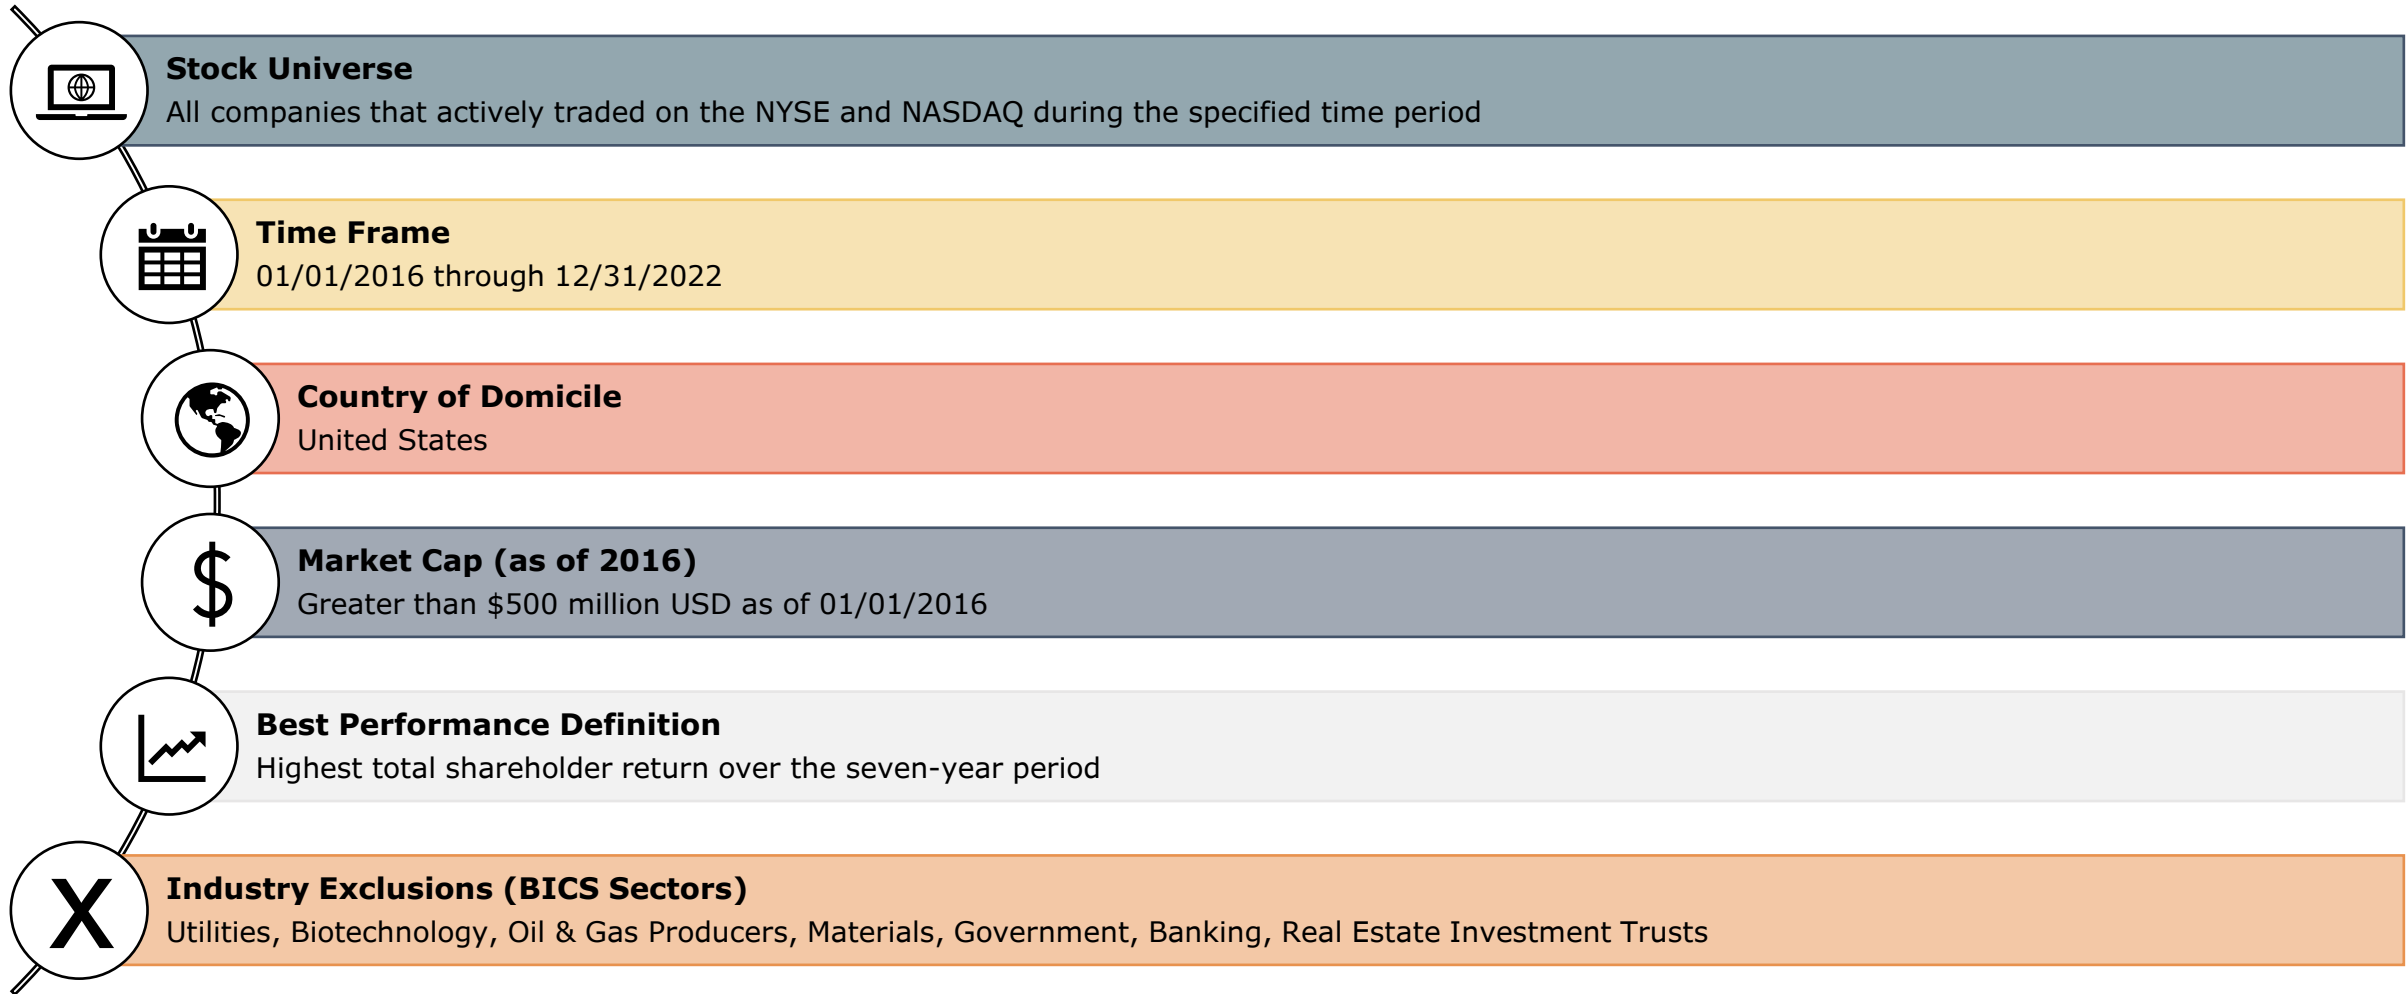 Stock Universe
All companies that actively traded on the NYSE and NASDAQ during the specified time period
Time Frame
01/01/2016 through 12/31/2022
Country of Domicile
United States
$
Market Cap (as of 2016)
Greater than $500 million USD as of 01/01/2016
Best Performance Definition
Highest total shareholder return over the seven-year period
X
Industry Exclusions (BICS Sectors)
Utilities, Biotechnology, Oil & Gas Producers, Materials, Government, Banking, Real Estate Investment Trusts